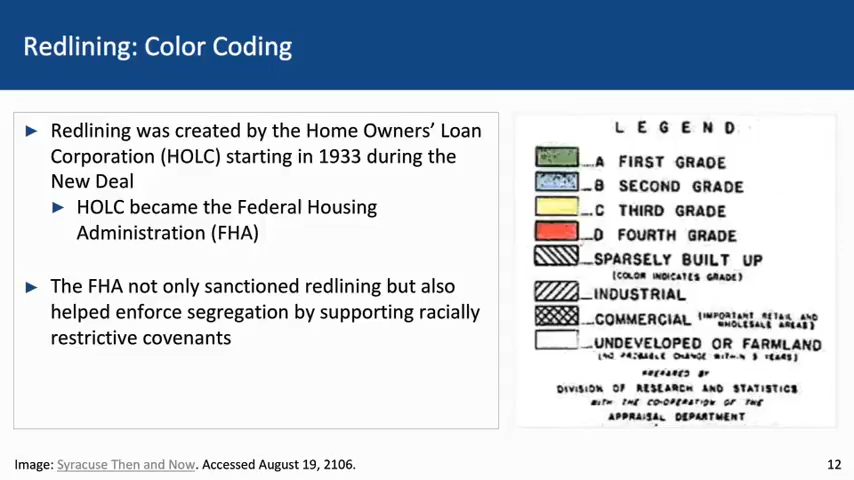 Redlining: Color Coding
► Redlining was created by the Home Owners’ Loan
Corporation (HOLC) starting in 1933 during the
New Deal
► HOLC became the Federal Housing
Administration (FHA)
► The FHA not only sanctioned redlining but also
helped enforce segregation by supporting racially
restrictive covenants
LEGEND
A FIRST GRADE
B SECOND GRADE
C THIRD GRADE
D FOURTH GRADE
SPARSELY BUILT UP
(COLOR INDICATES GRADE)
INDUSTRIAL
COMMERCIAL (IMPORTANT RETAIL AND
WHOLESALE AREAS)
UNDEVELOPED OR FARMLAND
(NO PROBABLE CHANGE WITHIN 5 YEARS)
PREPARED BY
DIVISION OF RESEARCH AND STATISTICS
WITH THE CO-OPERATION OF THE
APPRAISAL DEPARTMENT
Image: Syracuse Then and Now. Accessed August 19, 2106.
12